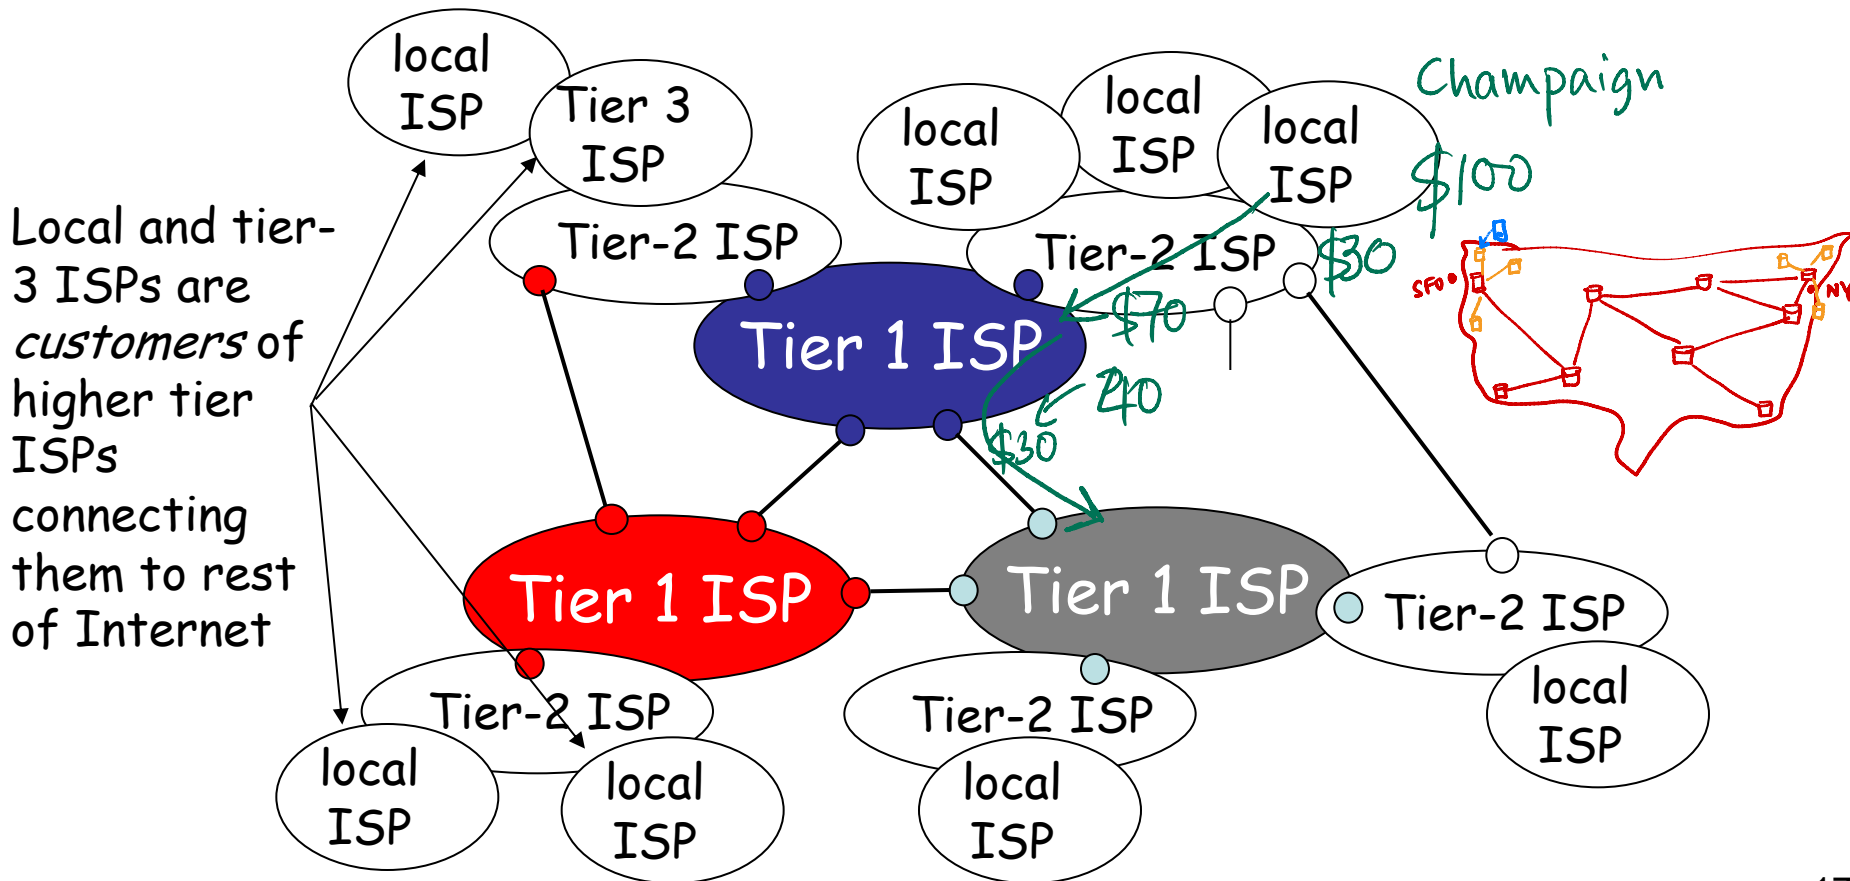 local
ISP
Tier 3
ISP
Tier-2 ISP
local
ISP
local
ISP
local
ISP
Champaign
$100
Tier-2 ISP
$30
Local and tier-
3 ISPs are
customers of
higher tier
ISPs
connecting
them to rest
of Internet
Tier 1 ISP
$70
40
$30
SFO
NY
Tier 1 ISP
Tier 1 ISP
Tier-2 ISP
local
ISP
Tier-2 ISP
local
ISP
local
ISP
Tier-2 ISP
local
ISP